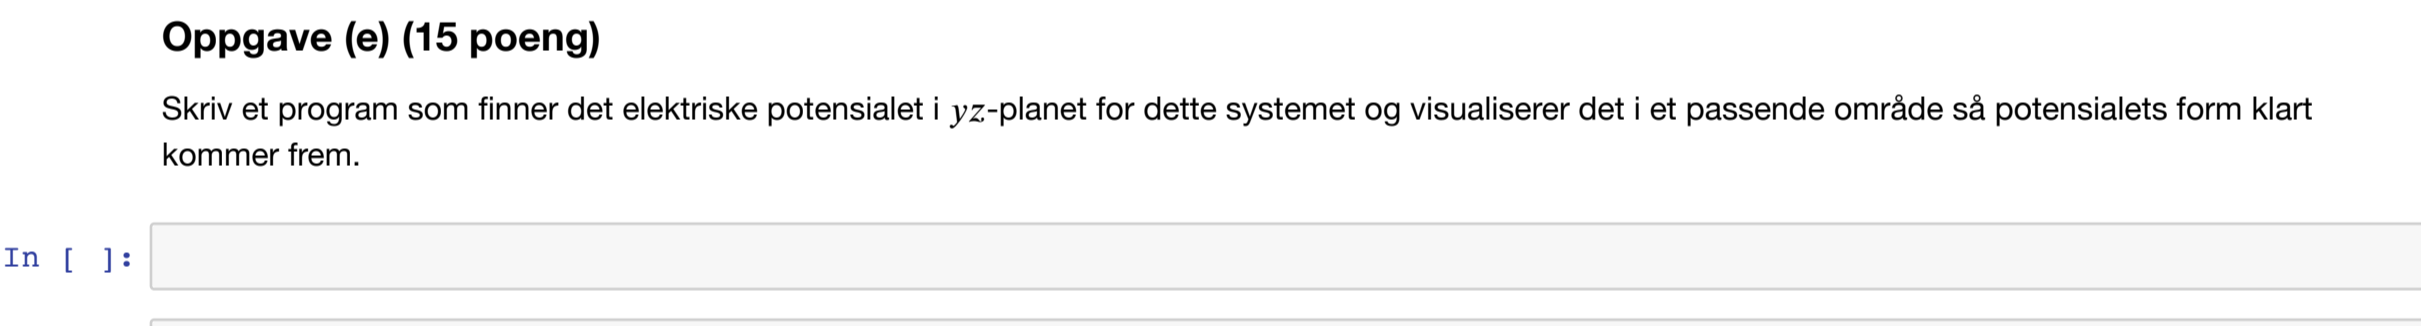 Oppgave (e) (15 poeng)
Skriv et program som finner det elektriske potensialet i yz-planet for dette systemet og visualiserer det i et passende område så potensialets form klart
kommer frem.
In [ ]: